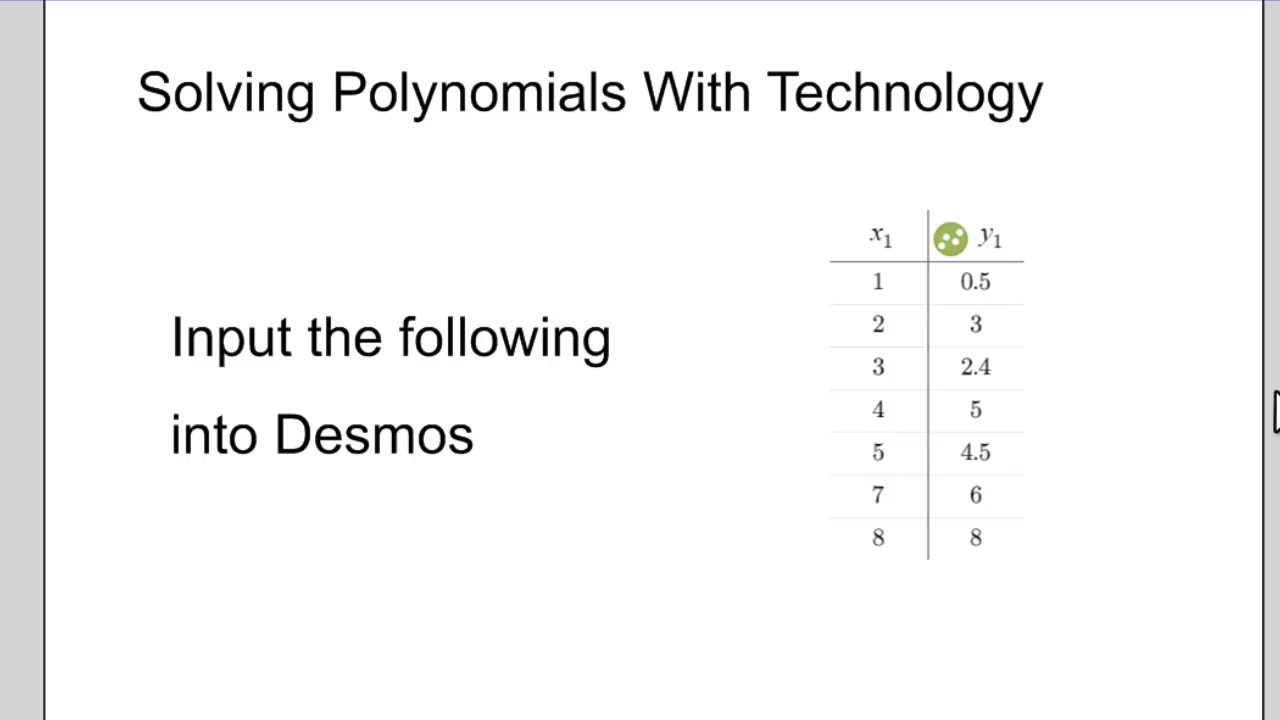 Solving Polynomials With Technology
Input the following
into Desmos
x₁ y₁
1 0.5
2 3
3 2.4
4 5
5 4.5
7 6
8 8